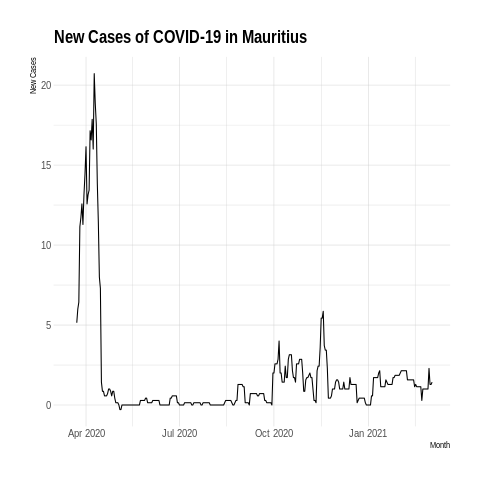 New Cases of COVID-19 in Mauritius
New Cases
20
15
10
5
0
Apr 2020
Jul 2020
Oct 2020
Jan 2021
Month